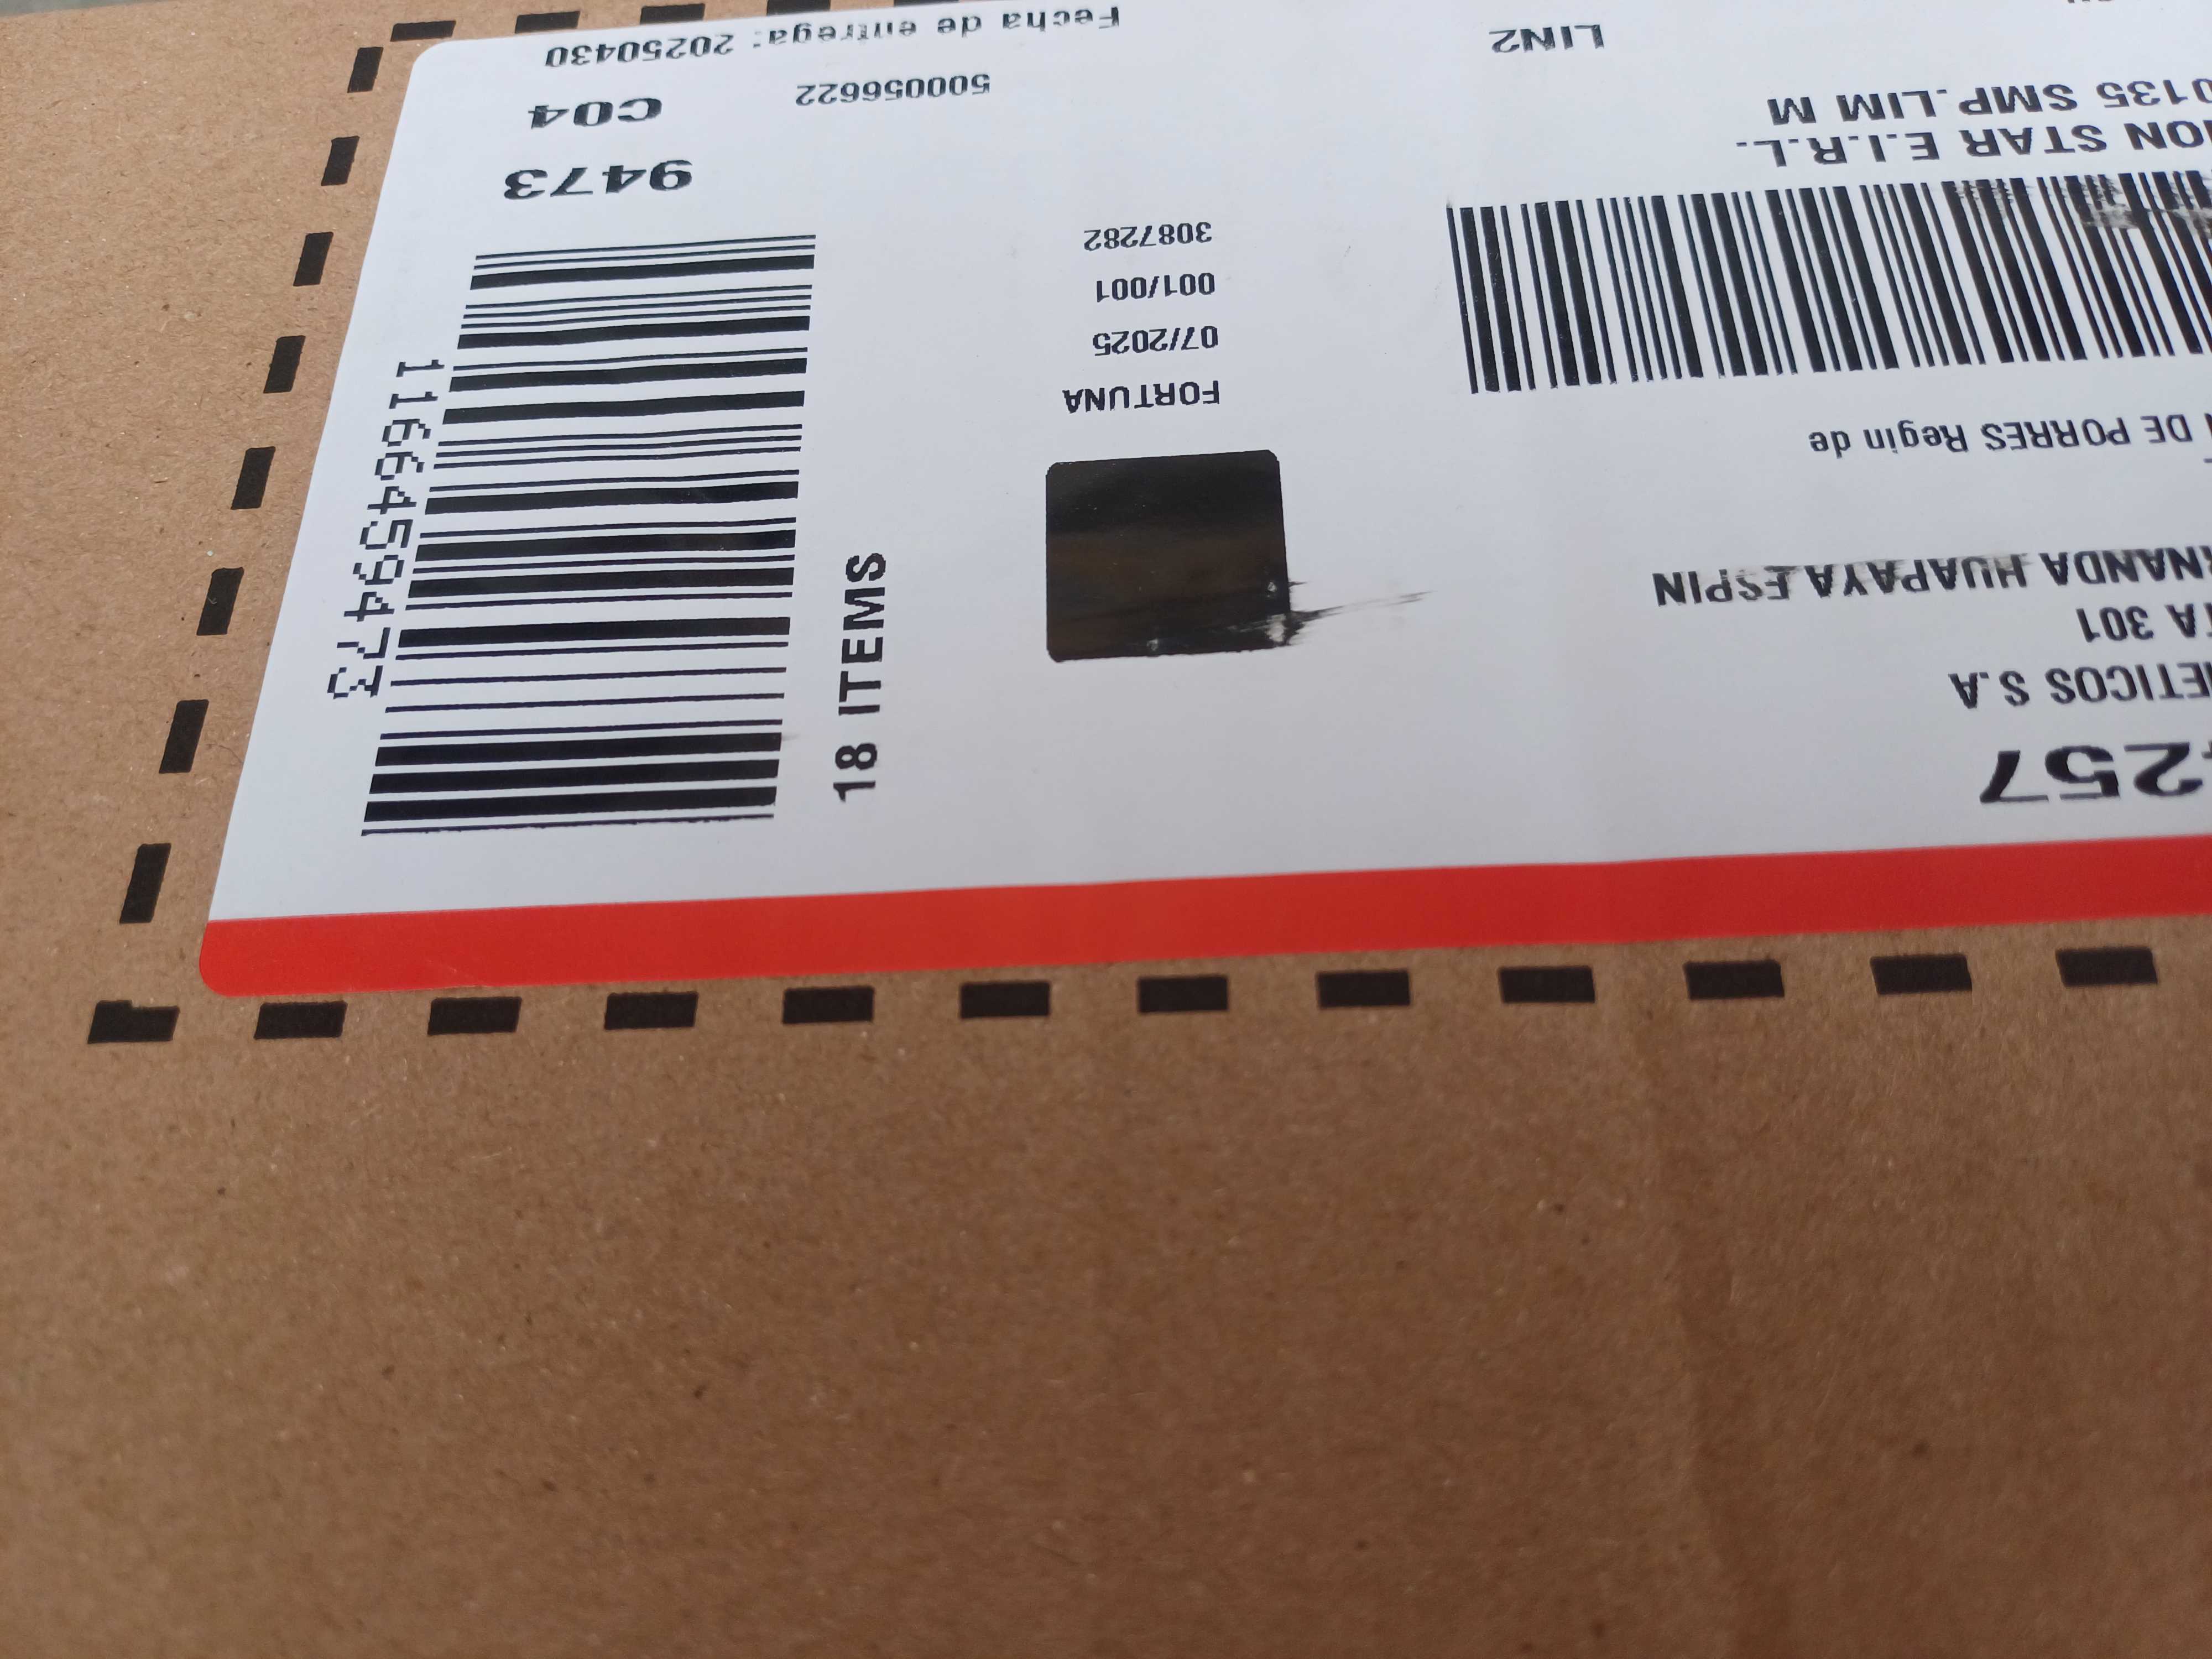 257
ETICOS S.A
TA 301
NANDA HUAPAYA ESPIN
DE PORRES Regin de
ION STAR E.I.R.L.
0135 SMP.LIM M
LIN2
FORTUNA
07/2025
001/001
3087282
18 ITEMS
1166459473
9473
500056622
C04
Fecha de entrega: 20250430